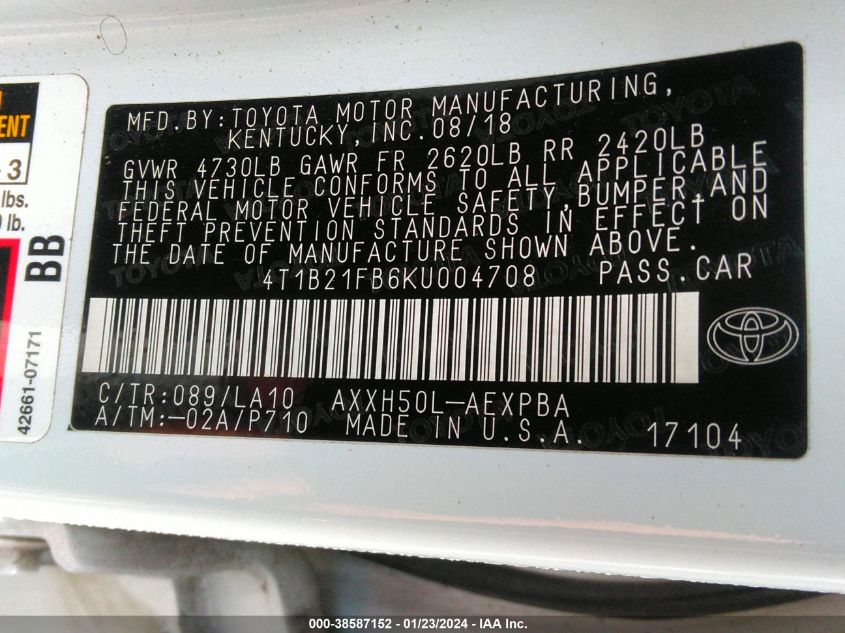 MFD.BY:TOYOTA MOTOR MANUFACTURING,
KENTUCKY,INC.08/18
GVWR 4730LB GAWR FR 2620LB RR 2420LB
THIS VEHICLE CONFORMS TO ALL APPLICABLE
FEDERAL MOTOR VEHICLE SAFETY,BUMPER,AND
THEFT PREVENTION STANDARDS IN EFFECT ON
THE DATE OF MANUFACTURE SHOWN ABOVE.
4T1B21FB6KU004708 PASS.CAR
C/TR:089/LA10 AXXH50L-AEXPBA
A/TM:-02A/P710 MADE IN U.S.A. 17104
3
lbs.
lb.
BB
42661-07171
000-38587152 - 01/23/2024 - IAA Inc.